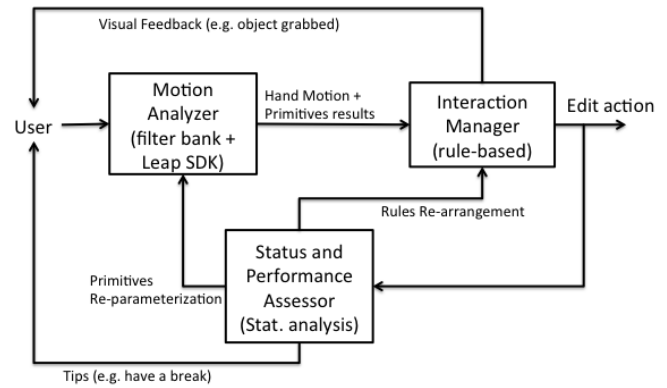 Visual Feedback (e.g. object grabbed)
Motion
Analyzer
(filter bank +
Leap SDK)
Hand Motion +
Primitives results
Interaction
Manager
(rule-based)
Edit action
User
Rules Re-arrangement
Status and
Performance
Assessor
(Stat. analysis)
Primitives
Re-parameterization
Tips (e.g. have a break)